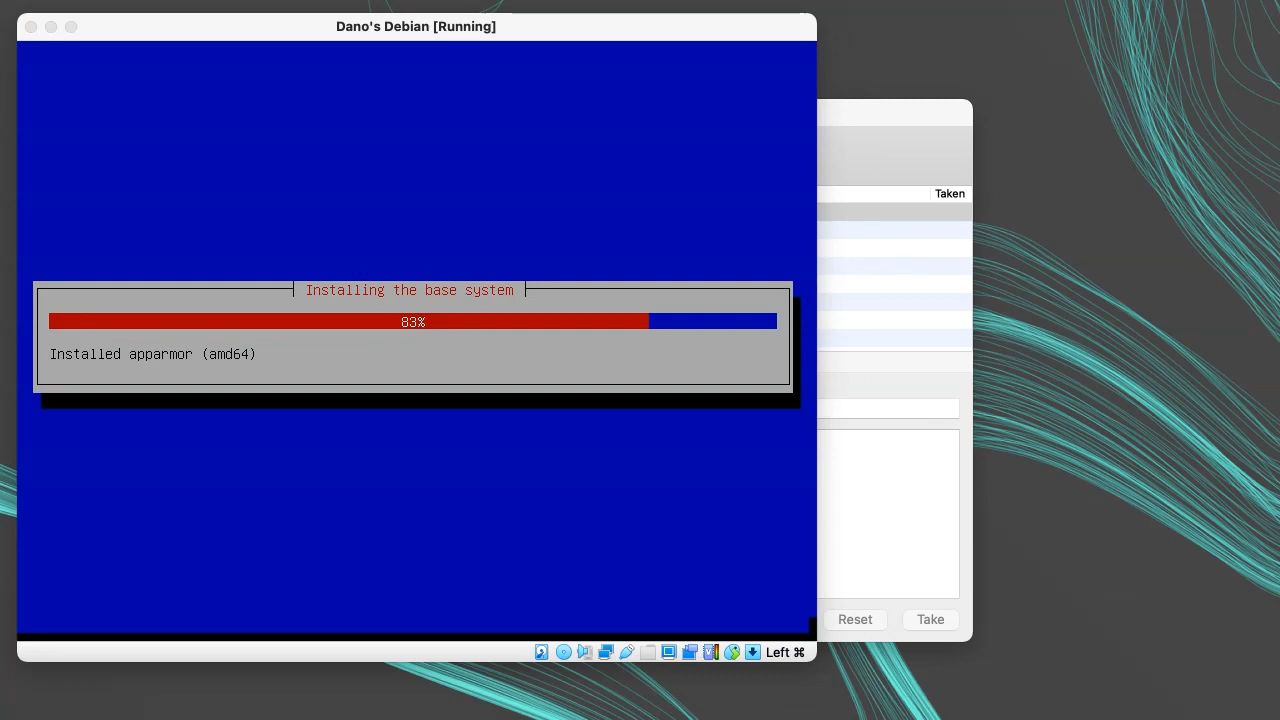 Dano's Debian [Running]
Taken
Installing the base system
83%
Installed apparmor (amd64)
Reset
Take
Left ⌘